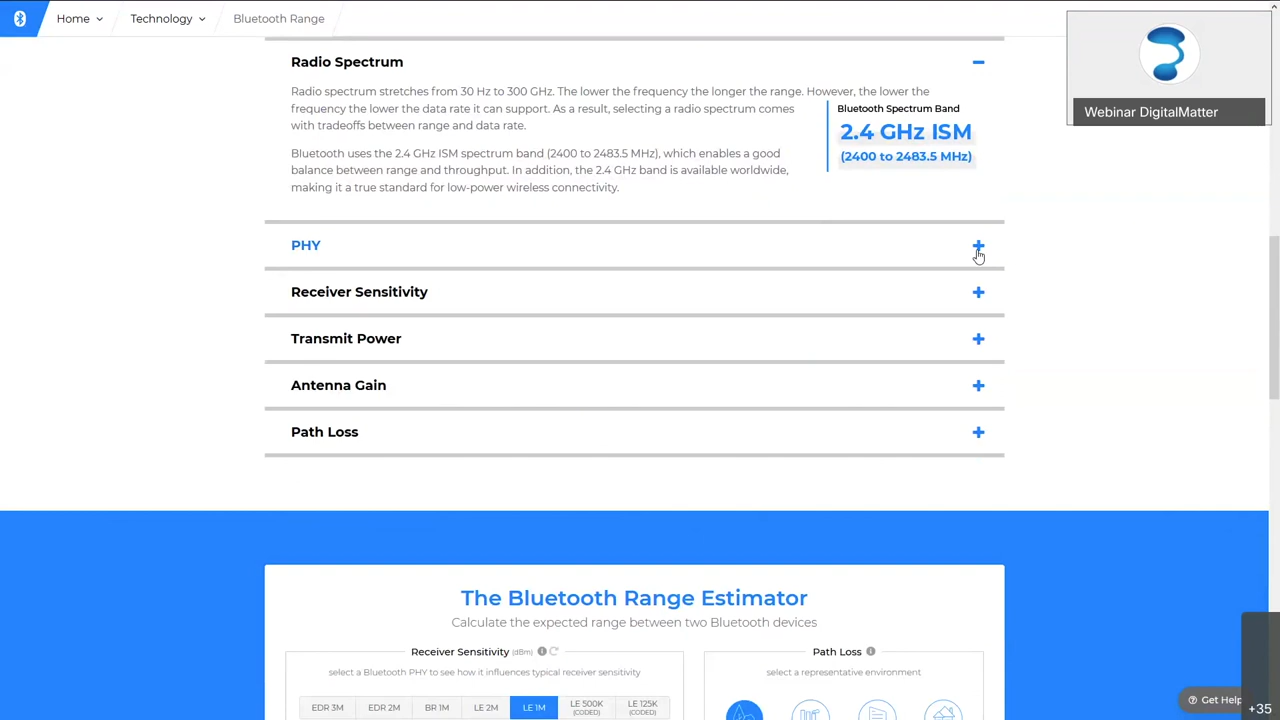 Home
Technology
Bluetooth Range
Webinar DigitalMatter
Radio Spectrum
Radio spectrum stretches from 30 Hz to 300 GHz. The lower the frequency the longer the range. However, the lower the
frequency the lower the data rate it can support. As a result, selecting a radio spectrum comes
with tradeoffs between range and data rate.
Bluetooth uses the 2.4 GHz ISM spectrum band (2400 to 2483.5 MHz), which enables a good
balance between range and throughput. In addition, the 2.4 GHz band is available worldwide,
making it a true standard for low-power wireless connectivity.
Bluetooth Spectrum Band
2.4 GHz ISM
(2400 to 2483.5 MHz)
PHY
Receiver Sensitivity
Transmit Power
Antenna Gain
Path Loss
The Bluetooth Range Estimator
Calculate the expected range between two Bluetooth devices
Receiver Sensitivity (dBm)
select a Bluetooth PHY to see how it influences typical receiver sensitivity
EDR 3M
EDR 2M
BR 1M
LE 2M
LE 1M
LE 500K
(CODED)
LE 125K
(CODED)
Path Loss
select a representative environment
Get Help
+35